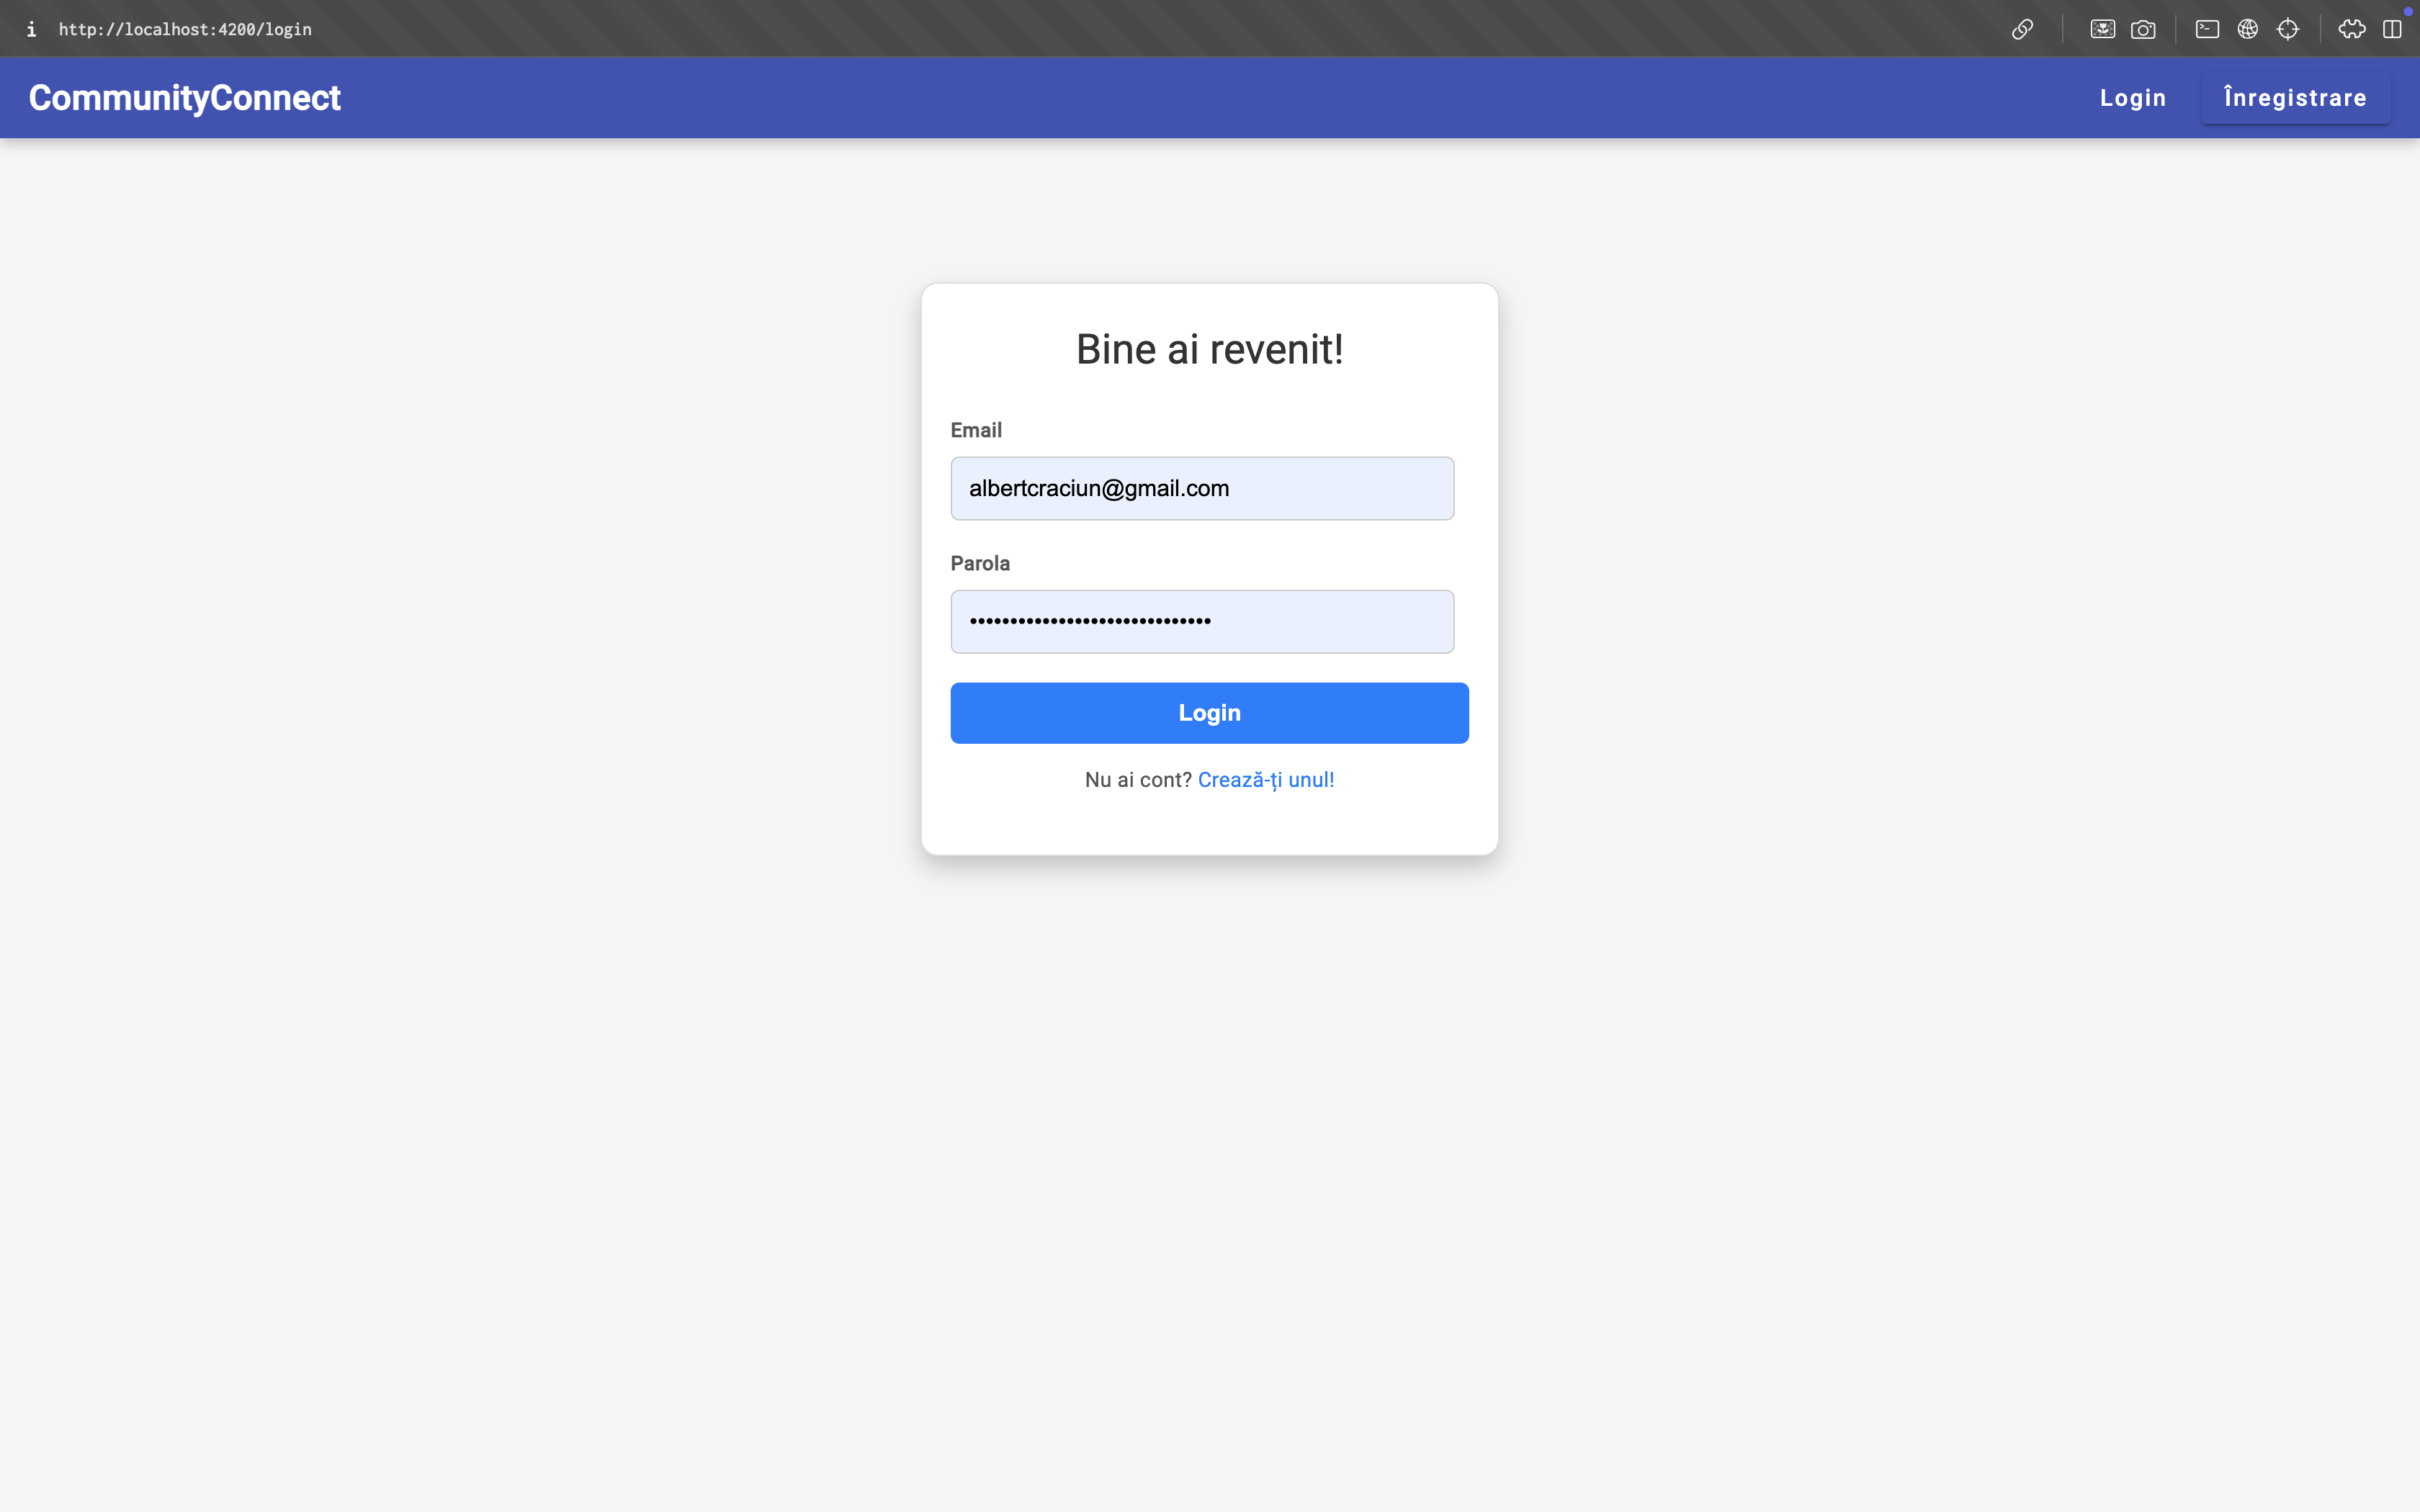 http://localhost:4200/login
CommunityConnect
Login
Înregistrare
Bine ai revenit!
Email
albertcraciun@gmail.com
Parola
••••••••••••••••••••••••••••••
Login
Nu ai cont? Crează-ți unul!